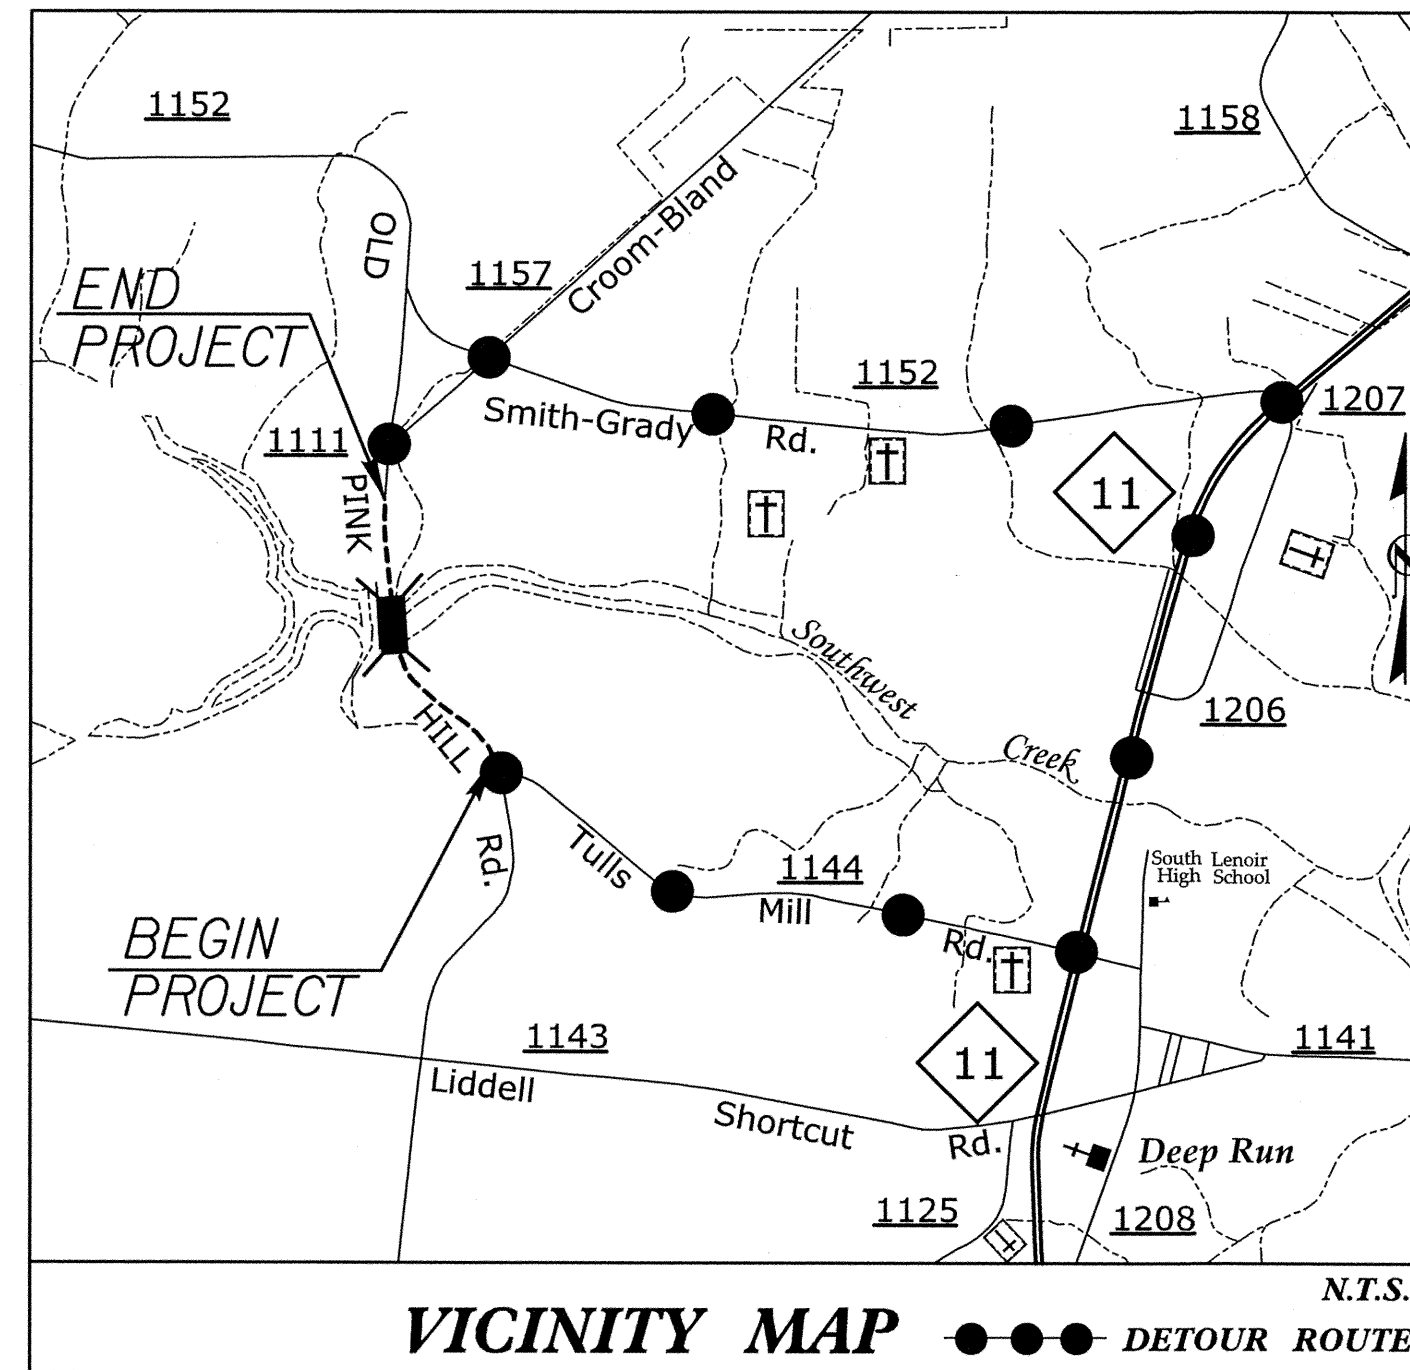 1152
1158
OLD
1157
Croom-Bland
END
PROJECT
1152
1207
Smith-Grady
Rd.
1111
PINK
11
Southwest
Creek
1206
HILL
Rd.
Tulls
1144
Mill
Rd.
South Lenoir
High School
BEGIN
PROJECT
1143
1141
11
Liddell
Shortcut
Rd.
Deep Run
1125
1208
N.T.S.
VICINITY MAP
DETOUR ROUTE